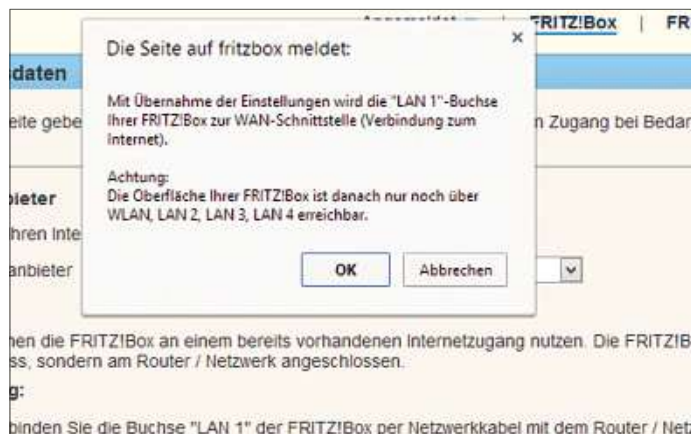 FRITZ!Box | FR
Die Seite auf fritzbox meldet:
×
sdaten
Mit Übernahme der Einstellungen wird die "LAN 1"-Buchse
Ihrer FRITZ!Box zur WAN-Schnittstelle (Verbindung zum
Internet).
eite gebe
n Zugang bei Bedar
Achtung:
Die Oberfläche Ihrer FRITZ!Box ist danach nur noch über
WLAN, LAN 2, LAN 3, LAN 4 erreichbar.
bieter
hren Inte
anbieter
OK Abbrechen
nen die FRITZ!Box an einem bereits vorhandenen Internetzugang nutzen. Die FRITZ!B
ss, sondern am Router / Netzwerk angeschlossen.
g:
binden Sie die Buchse "LAN 1" der FRITZ!Box per Netzwerkkabel mit dem Router / Net